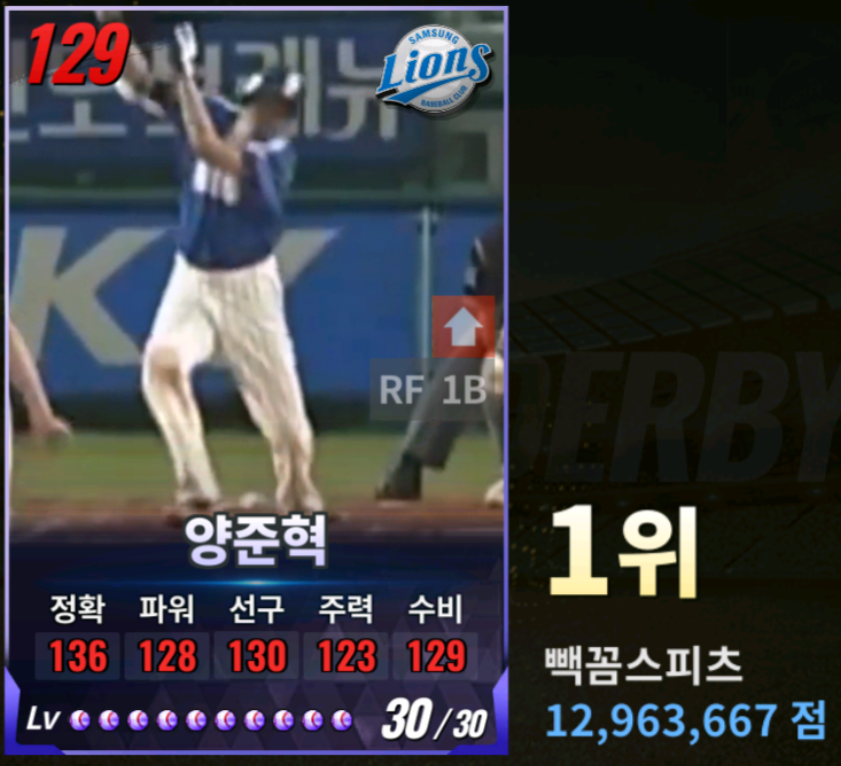 129
SAMSUNG
Lions
BASEBALL CLUB
K
RF 1B
양준혁
정확 파워 선구 주력 수비
136 128 130 123 129
Lv 30/30
DERBY
1위
빽꼼스피츠
12,963,667 점